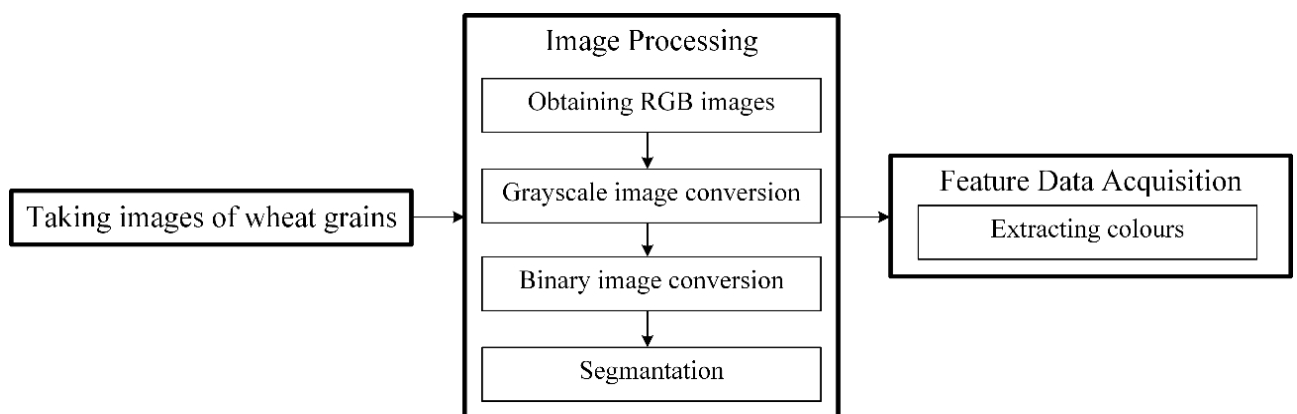 Taking images of wheat grains
Image Processing
Obtaining RGB images
Grayscale image conversion
Binary image conversion
Segmantation
Feature Data Acquisition
Extracting colours